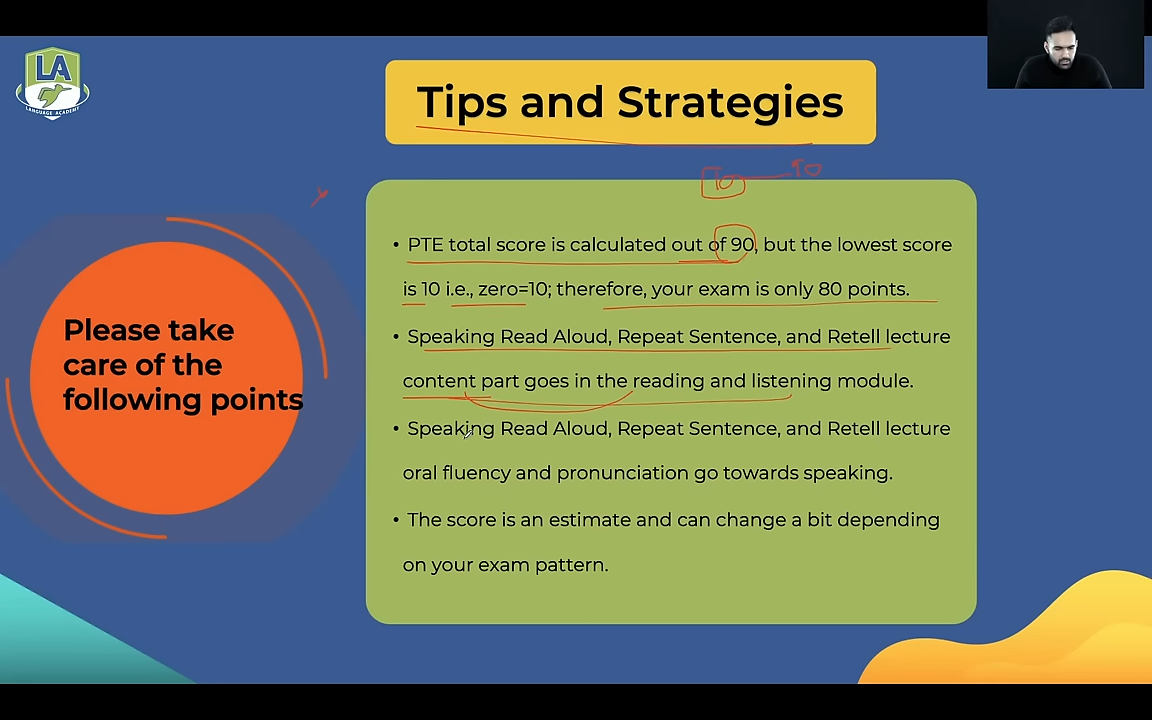 LA
LANGUAGE ACADEMY
Tips and Strategies
10 90
Please take
care of the
following points
• PTE total score is calculated out of 90, but the lowest score
is 10 i.e., zero=10; therefore, your exam is only 80 points.
• Speaking Read Aloud, Repeat Sentence, and Retell lecture
content part goes in the reading and listening module.
• Speaking Read Aloud, Repeat Sentence, and Retell lecture
oral fluency and pronunciation go towards speaking.
• The score is an estimate and can change a bit depending
on your exam pattern.